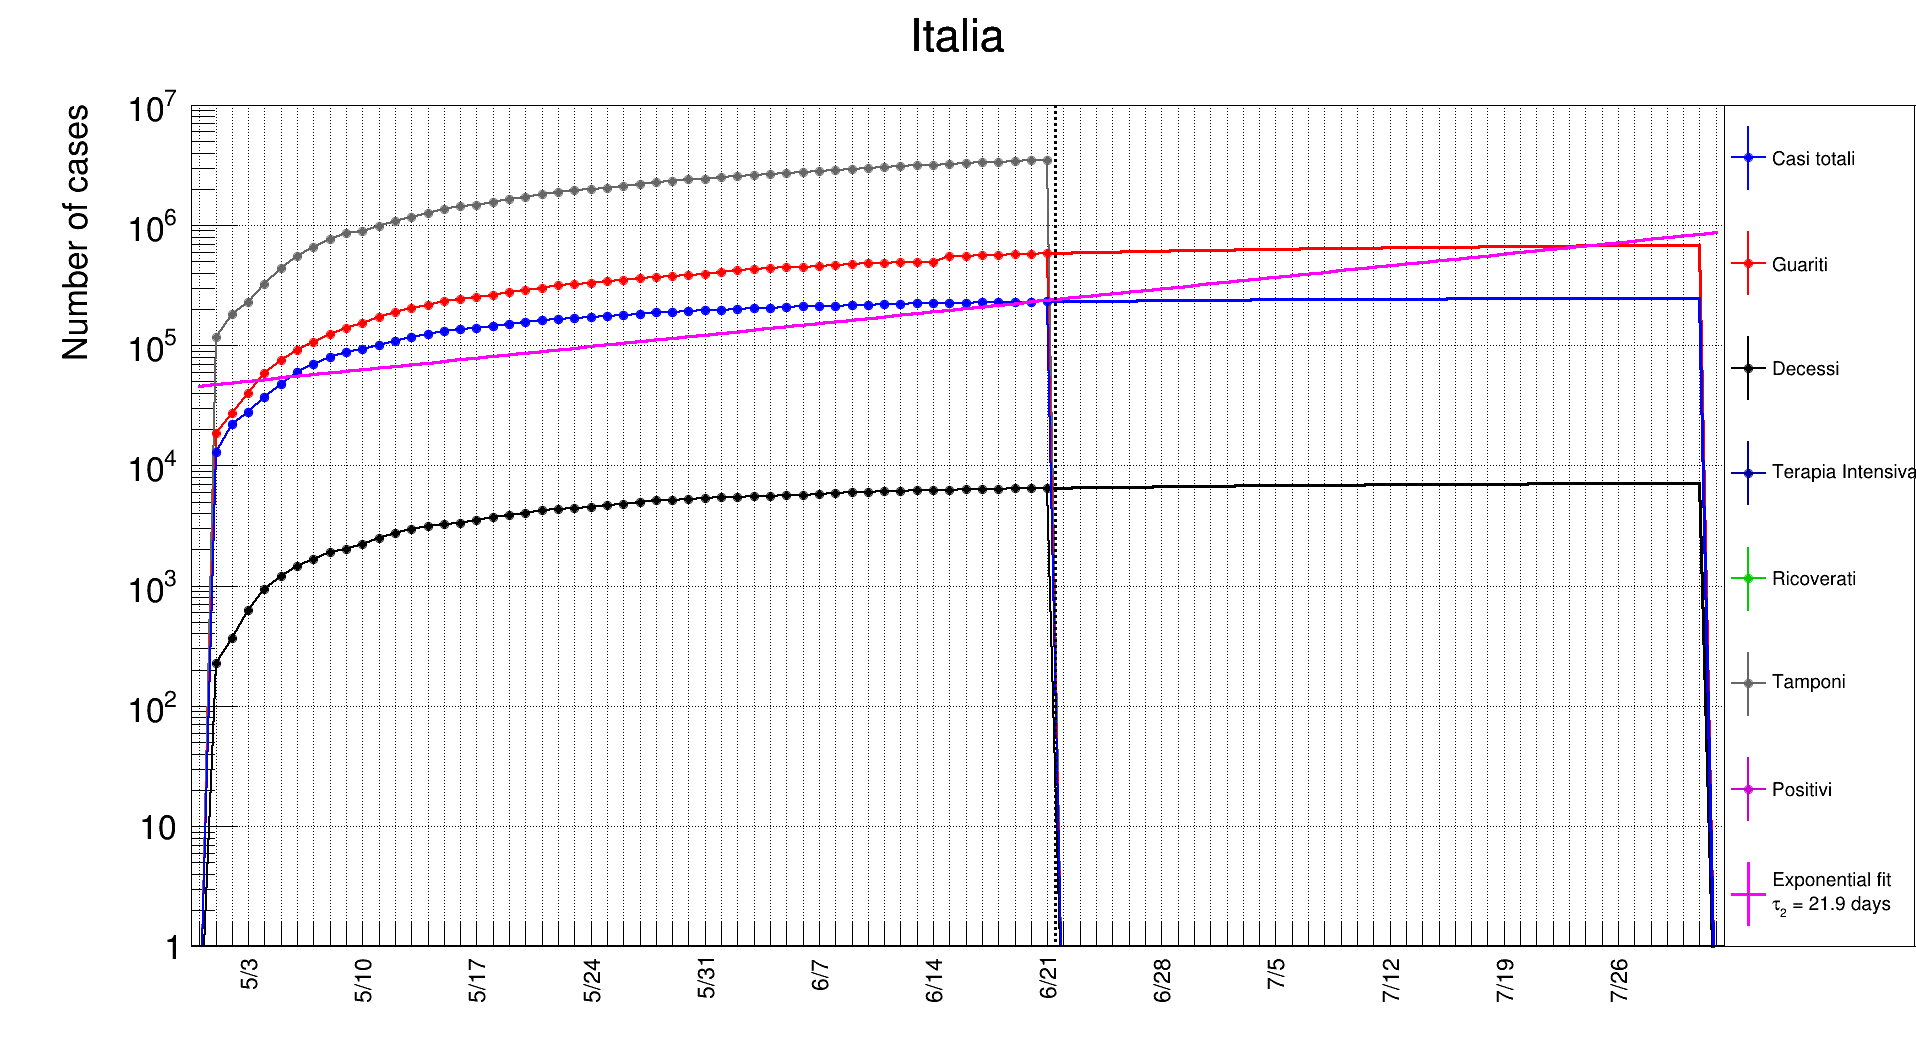 Italia
Number of cases
10^7
10^6
10^5
10^4
10^3
10^2
10
1
5/3
5/10
5/17
5/24
5/31
6/7
6/14
6/21
6/28
7/5
7/12
7/19
7/26
Casi totali
Guariti
Decessi
Terapia Intensiva
Ricoverati
Tamponi
Positivi
Exponential fit
τ_2 = 21.9 days